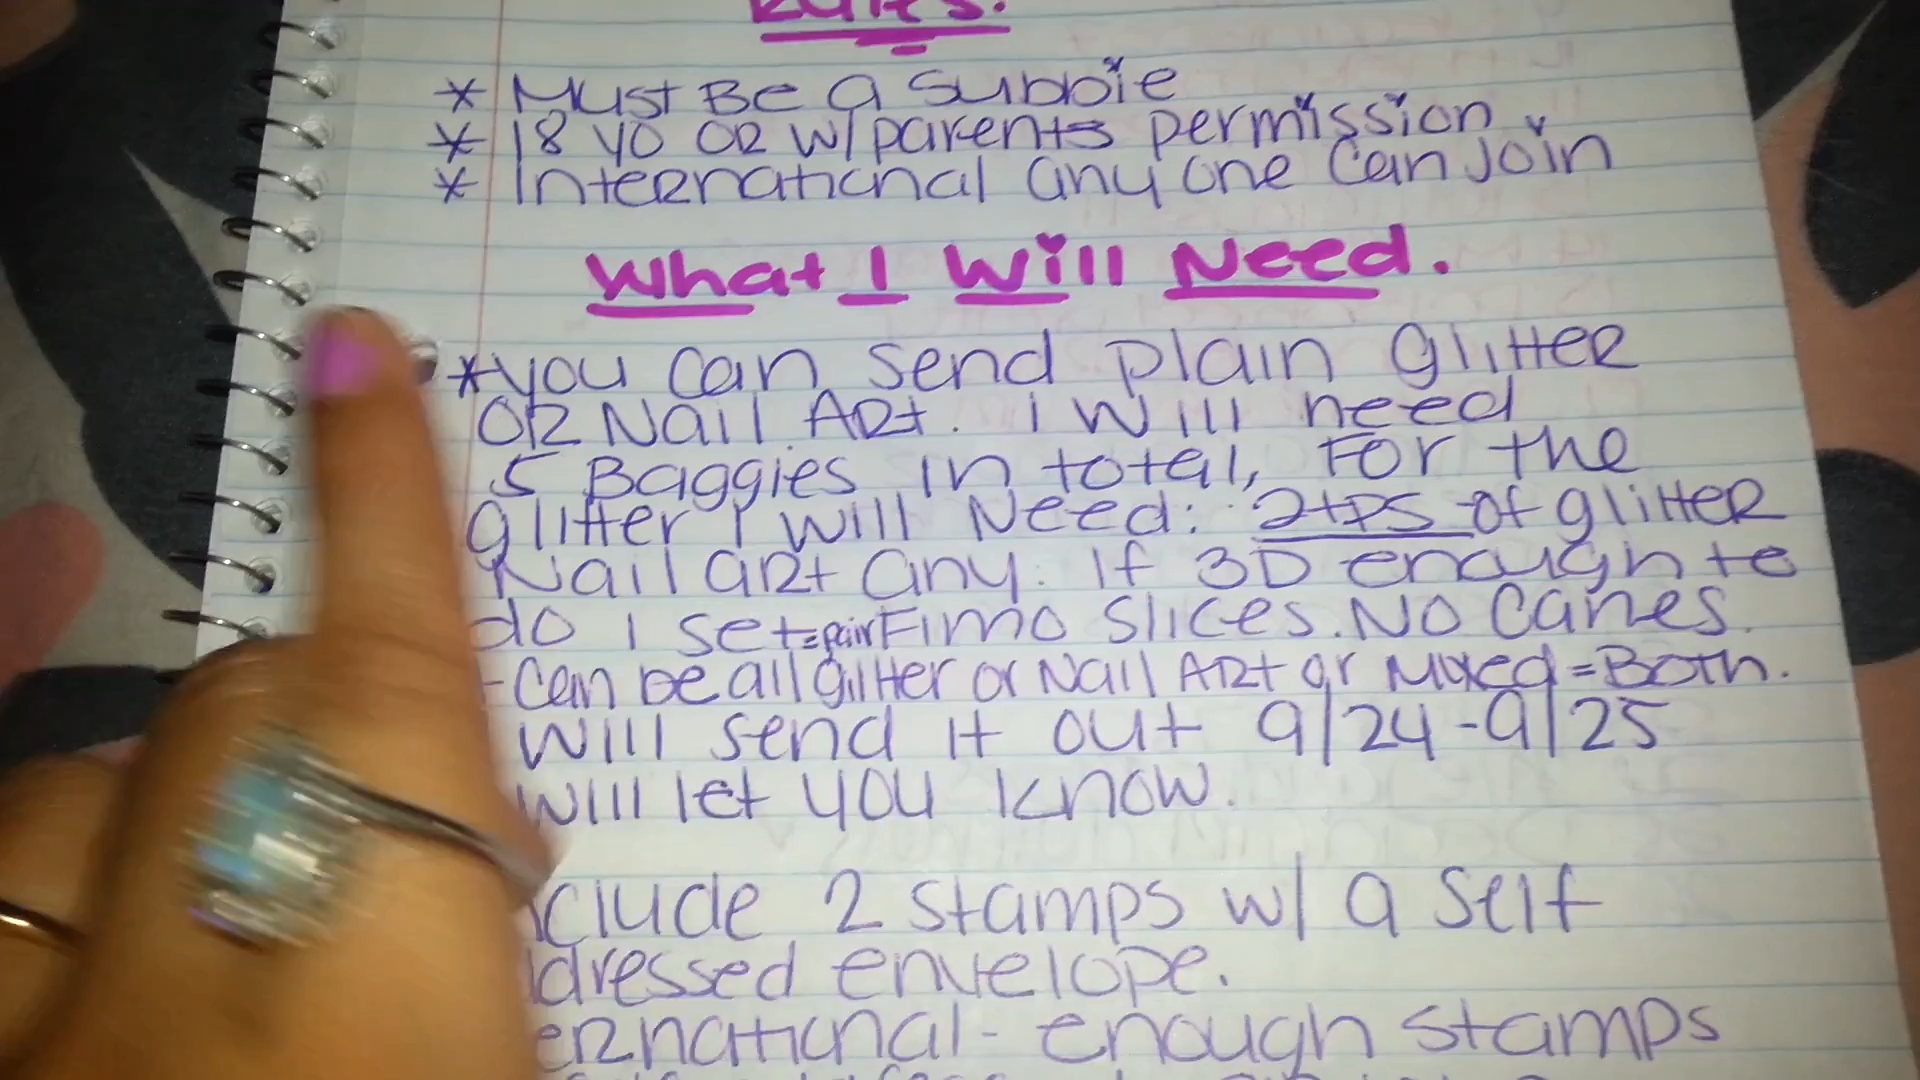 Rules.
* Must Be a Subbie
* 18 yo OR w/parents permission
* International any one can join
What I Will Need.
*you can send plain glitter
OR Nail Art. I will need
5 Baggies in total, For the
glitter I will Need: 2tps of glitter
Nail art any. If 3D enough to
do 1 set=pair Fimo Slices. No Canes.
-Can be all glitter or Nail Art or Mixed=Both.
Will send it out 9/24-9/25
Will let you know.
clude 2 stamps w/ a self
dressed envelope.
ernational- enough stamps